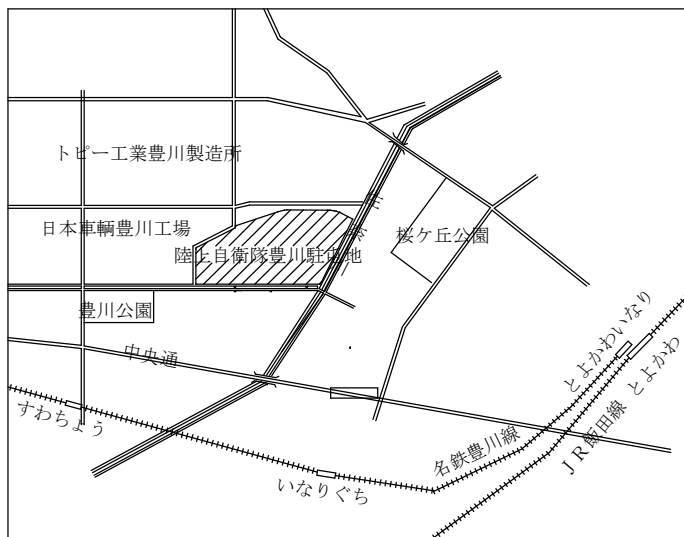 トピー工業豊川製造所
日本車輌豊川工場
陸上自衛隊豊川駐屯地
桜ケ丘公園
豊川公園
中央通
とよかわいなり
とよかわ
すわちょう
名鉄豊川線
JR飯田線
いなりぐち